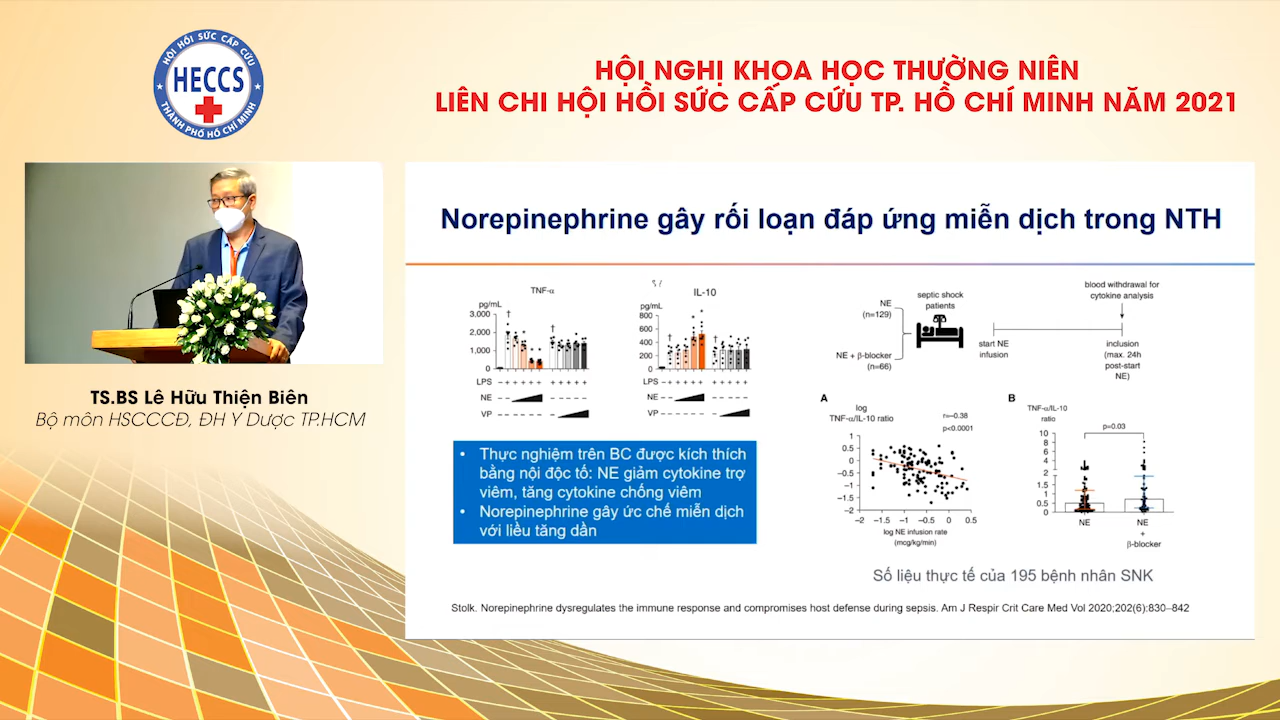 HỘI HỒI SỨC CẤP CỨU
HECCS
THÀNH PHỐ HỒ CHÍ MINH
HỘI NGHỊ KHOA HỌC THƯỜNG NIÊN
LIÊN CHI HỘI HỒI SỨC CẤP CỨU TP. HỒ CHÍ MINH NĂM 2021
TS.BS Lê Hữu Thiện Biên
Bộ môn HSCCCĐ, ĐH Y Dược TP.HCM
Norepinephrine gây rối loạn đáp ứng miễn dịch trong NTH
TNF-α
pg/mL
3,000
2,000
1,000
0
† †
LPS – + + + + + – + + + +
NE
VP
IL-10
pg/mL
800
600
400
200
0
† †
LPS – + + + + + – + + + +
NE
VP
• Thực nghiệm trên BC được kích thích
bằng nội độc tố: NE giảm cytokine trợ
viêm, tăng cytokine chống viêm
• Norepinephrine gây ức chế miễn dịch
với liều tăng dần
NE
(n=129)
NE + β-blocker
(n=66)
septic shock
patients
start NE
infusion
blood withdrawal for
cytokine analysis
inclusion
(max. 24h
post-start
NE)
A
log
TNF-α/IL-10 ratio
r=–0.38
p<0.0001
1
0.5
0
–0.5
–1
–1.5
–2
–2 –1.5 –1 –0.5 0 0.5
log NE infusion rate
(mcg/kg/min)
B
TNF-α/IL-10
ratio
p=0.03
10
8
6
4
2
1.5
1
0.5
0
NE
NE
+
β-blocker
Số liệu thực tế của 195 bệnh nhân SNK
Stolk. Norepinephrine dysregulates the immune response and compromises host defense during sepsis. Am J Respir Crit Care Med Vol 2020;202(6):830–842